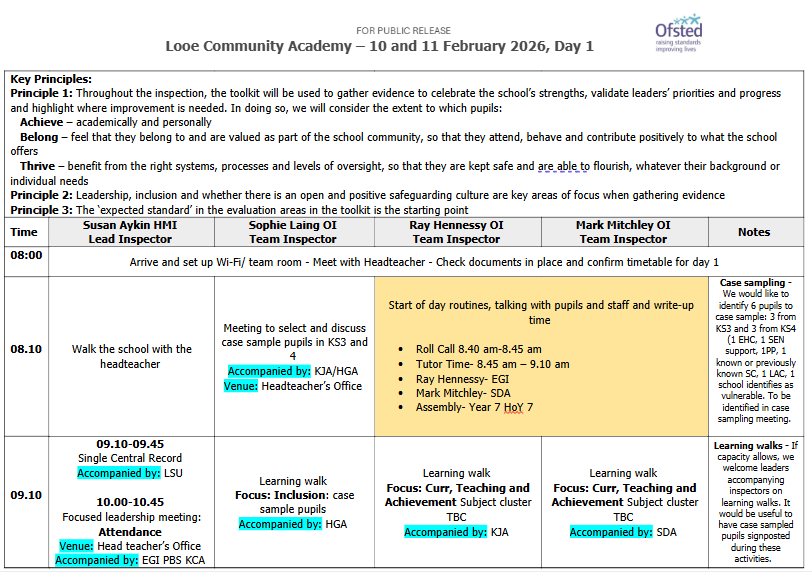 FOR PUBLIC RELEASE
Looe Community Academy – 10 and 11 February 2026, Day 1
Ofsted
raising standards
improving lives
Key Principles:
Principle 1: Throughout the inspection, the toolkit will be used to gather evidence to celebrate the school's strengths, validate leaders' priorities and progress
and highlight where improvement is needed. In doing so, we will consider the extent to which pupils:
Achieve – academically and personally
Belong – feel that they belong to and are valued as part of the school community, so that they attend, behave and contribute positively to what the school
offers
Thrive – benefit from the right systems, processes and levels of oversight, so that they are kept safe and are able to flourish, whatever their background or
individual needs
Principle 2: Leadership, inclusion and whether there is an open and positive safeguarding culture are key areas of focus when gathering evidence
Principle 3: The 'expected standard' in the evaluation areas in the toolkit is the starting point
Time
Susan Aykin HMI
Lead Inspector
Sophie Laing OI
Team Inspector
Ray Hennessy OI
Team Inspector
Mark Mitchley OI
Team Inspector
Notes
08:00
Arrive and set up Wi-Fi/ team room - Meet with Headteacher - Check documents in place and confirm timetable for day 1
08.10
Walk the school with the
headteacher
Meeting to select and discuss
case sample pupils in KS3 and
4
Accompanied by: KJA/HGA
Venue: Headteacher's Office
Start of day routines, talking with pupils and staff and write-up
time
• Roll Call 8.40 am-8.45 am
• Tutor Time- 8.45 am – 9.10 am
• Ray Hennessy- EGI
• Mark Mitchley- SDA
• Assembly- Year 7 HoY 7
Case sampling -
We would like to
identify 6 pupils to
case sample: 3 from
KS3 and 3 from KS4
(1 EHC, 1 SEN
support, 1PP, 1
known or previously
known SC, 1 LAC, 1
school identifies as
vulnerable. To be
identified in case
sampling meeting.
09.10
09.10-09.45
Single Central Record
Accompanied by: LSU
10.00-10.45
Focused leadership meeting:
Attendance
Venue: Head teacher's Office
Accompanied by: EGI PBS KCA
Learning walk
Focus: Inclusion: case
sample pupils
Accompanied by: HGA
Learning walk
Focus: Curr, Teaching and
Achievement Subject cluster
TBC
Accompanied by: KJA
Learning walk
Focus: Curr, Teaching and
Achievement Subject cluster
TBC
Accompanied by: SDA
Learning walks - If
capacity allows, we
welcome leaders
accompanying
inspectors on
learning walks. It
would be useful to
have case sampled
pupils signposted
during these
activities.